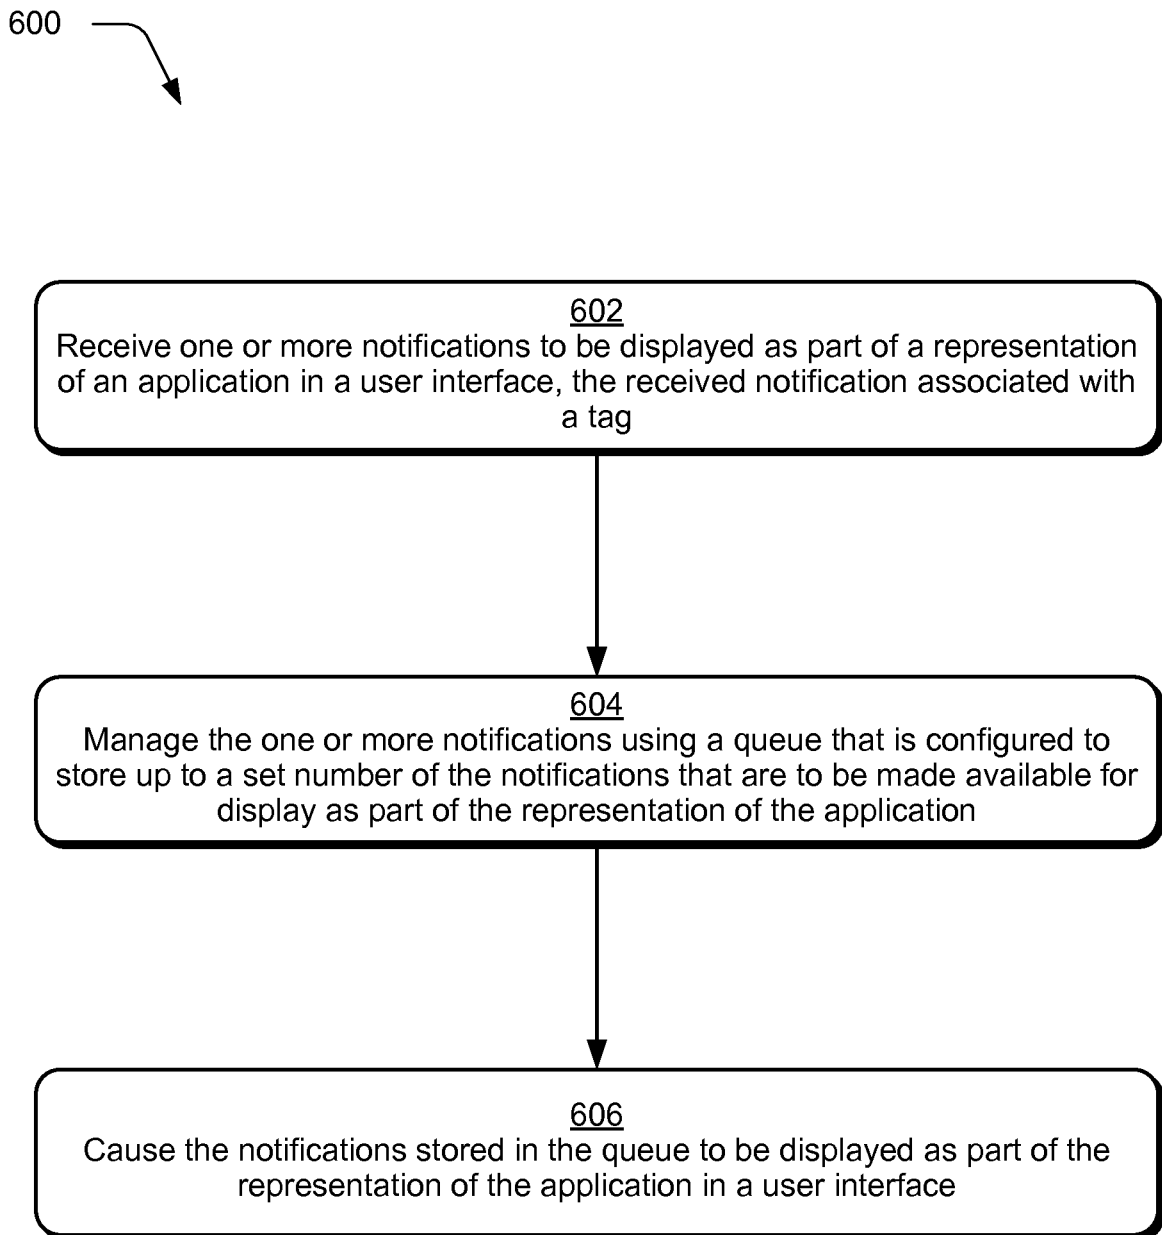 600
602
Receive one or more notifications to be displayed as part of a representation
of an application in a user interface, the received notification associated with
a tag
604
Manage the one or more notifications using a queue that is configured to
store up to a set number of the notifications that are to be made available for
display as part of the representation of the application
606
Cause the notifications stored in the queue to be displayed as part of the
representation of the application in a user interface